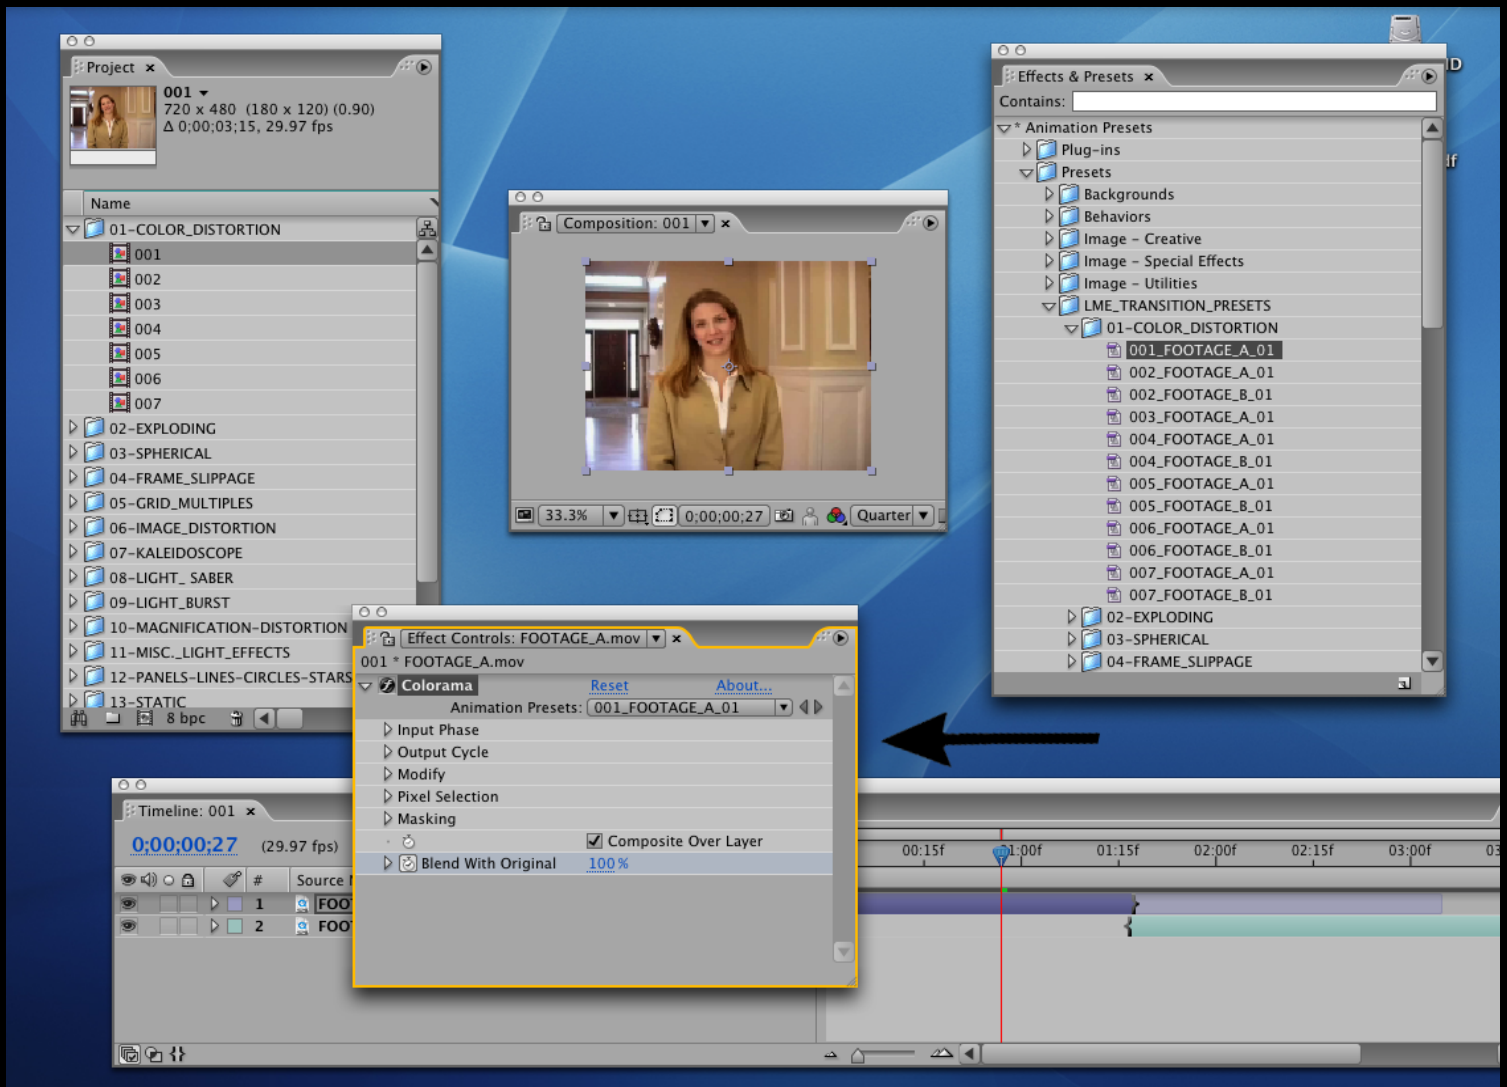 Project ×
001
720 x 480 (180 x 120) (0.90)
Δ 0;00;03;15, 29.97 fps
Name
01-COLOR_DISTORTION
001
002
003
004
005
006
007
02-EXPLODING
03-SPHERICAL
04-FRAME_SLIPPAGE
05-GRID_MULTIPLES
06-IMAGE_DISTORTION
07-KALEIDOSCOPE
08-LIGHT_ SABER
09-LIGHT_BURST
10-MAGNIFICATION-DISTORTION
11-MISC._LIGHT_EFFECTS
12-PANELS-LINES-CIRCLES-STARS
13-STATIC
8 bpc
Composition: 001 ×
33.3%
0;00;00;27
Quarter
Effects & Presets ×
Contains:
* Animation Presets
Plug-ins
Presets
Backgrounds
Behaviors
Image - Creative
Image - Special Effects
Image - Utilities
LME_TRANSITION_PRESETS
01-COLOR_DISTORTION
001_FOOTAGE_A_01
002_FOOTAGE_A_01
002_FOOTAGE_B_01
003_FOOTAGE_A_01
004_FOOTAGE_A_01
004_FOOTAGE_B_01
005_FOOTAGE_A_01
005_FOOTAGE_B_01
006_FOOTAGE_A_01
006_FOOTAGE_B_01
007_FOOTAGE_A_01
007_FOOTAGE_B_01
02-EXPLODING
03-SPHERICAL
04-FRAME_SLIPPAGE
Effect Controls: FOOTAGE_A.mov ×
001 * FOOTAGE_A.mov
Colorama Reset About...
Animation Presets: 001_FOOTAGE_A_01
Input Phase
Output Cycle
Modify
Pixel Selection
Masking
Composite Over Layer
Blend With Original 100%
Timeline: 001 ×
0;00;00;27 (29.97 fps)
# Source
1 FOO
2 FOO
00:15f 01:00f 01:15f 02:00f 02:15f 03:00f 03